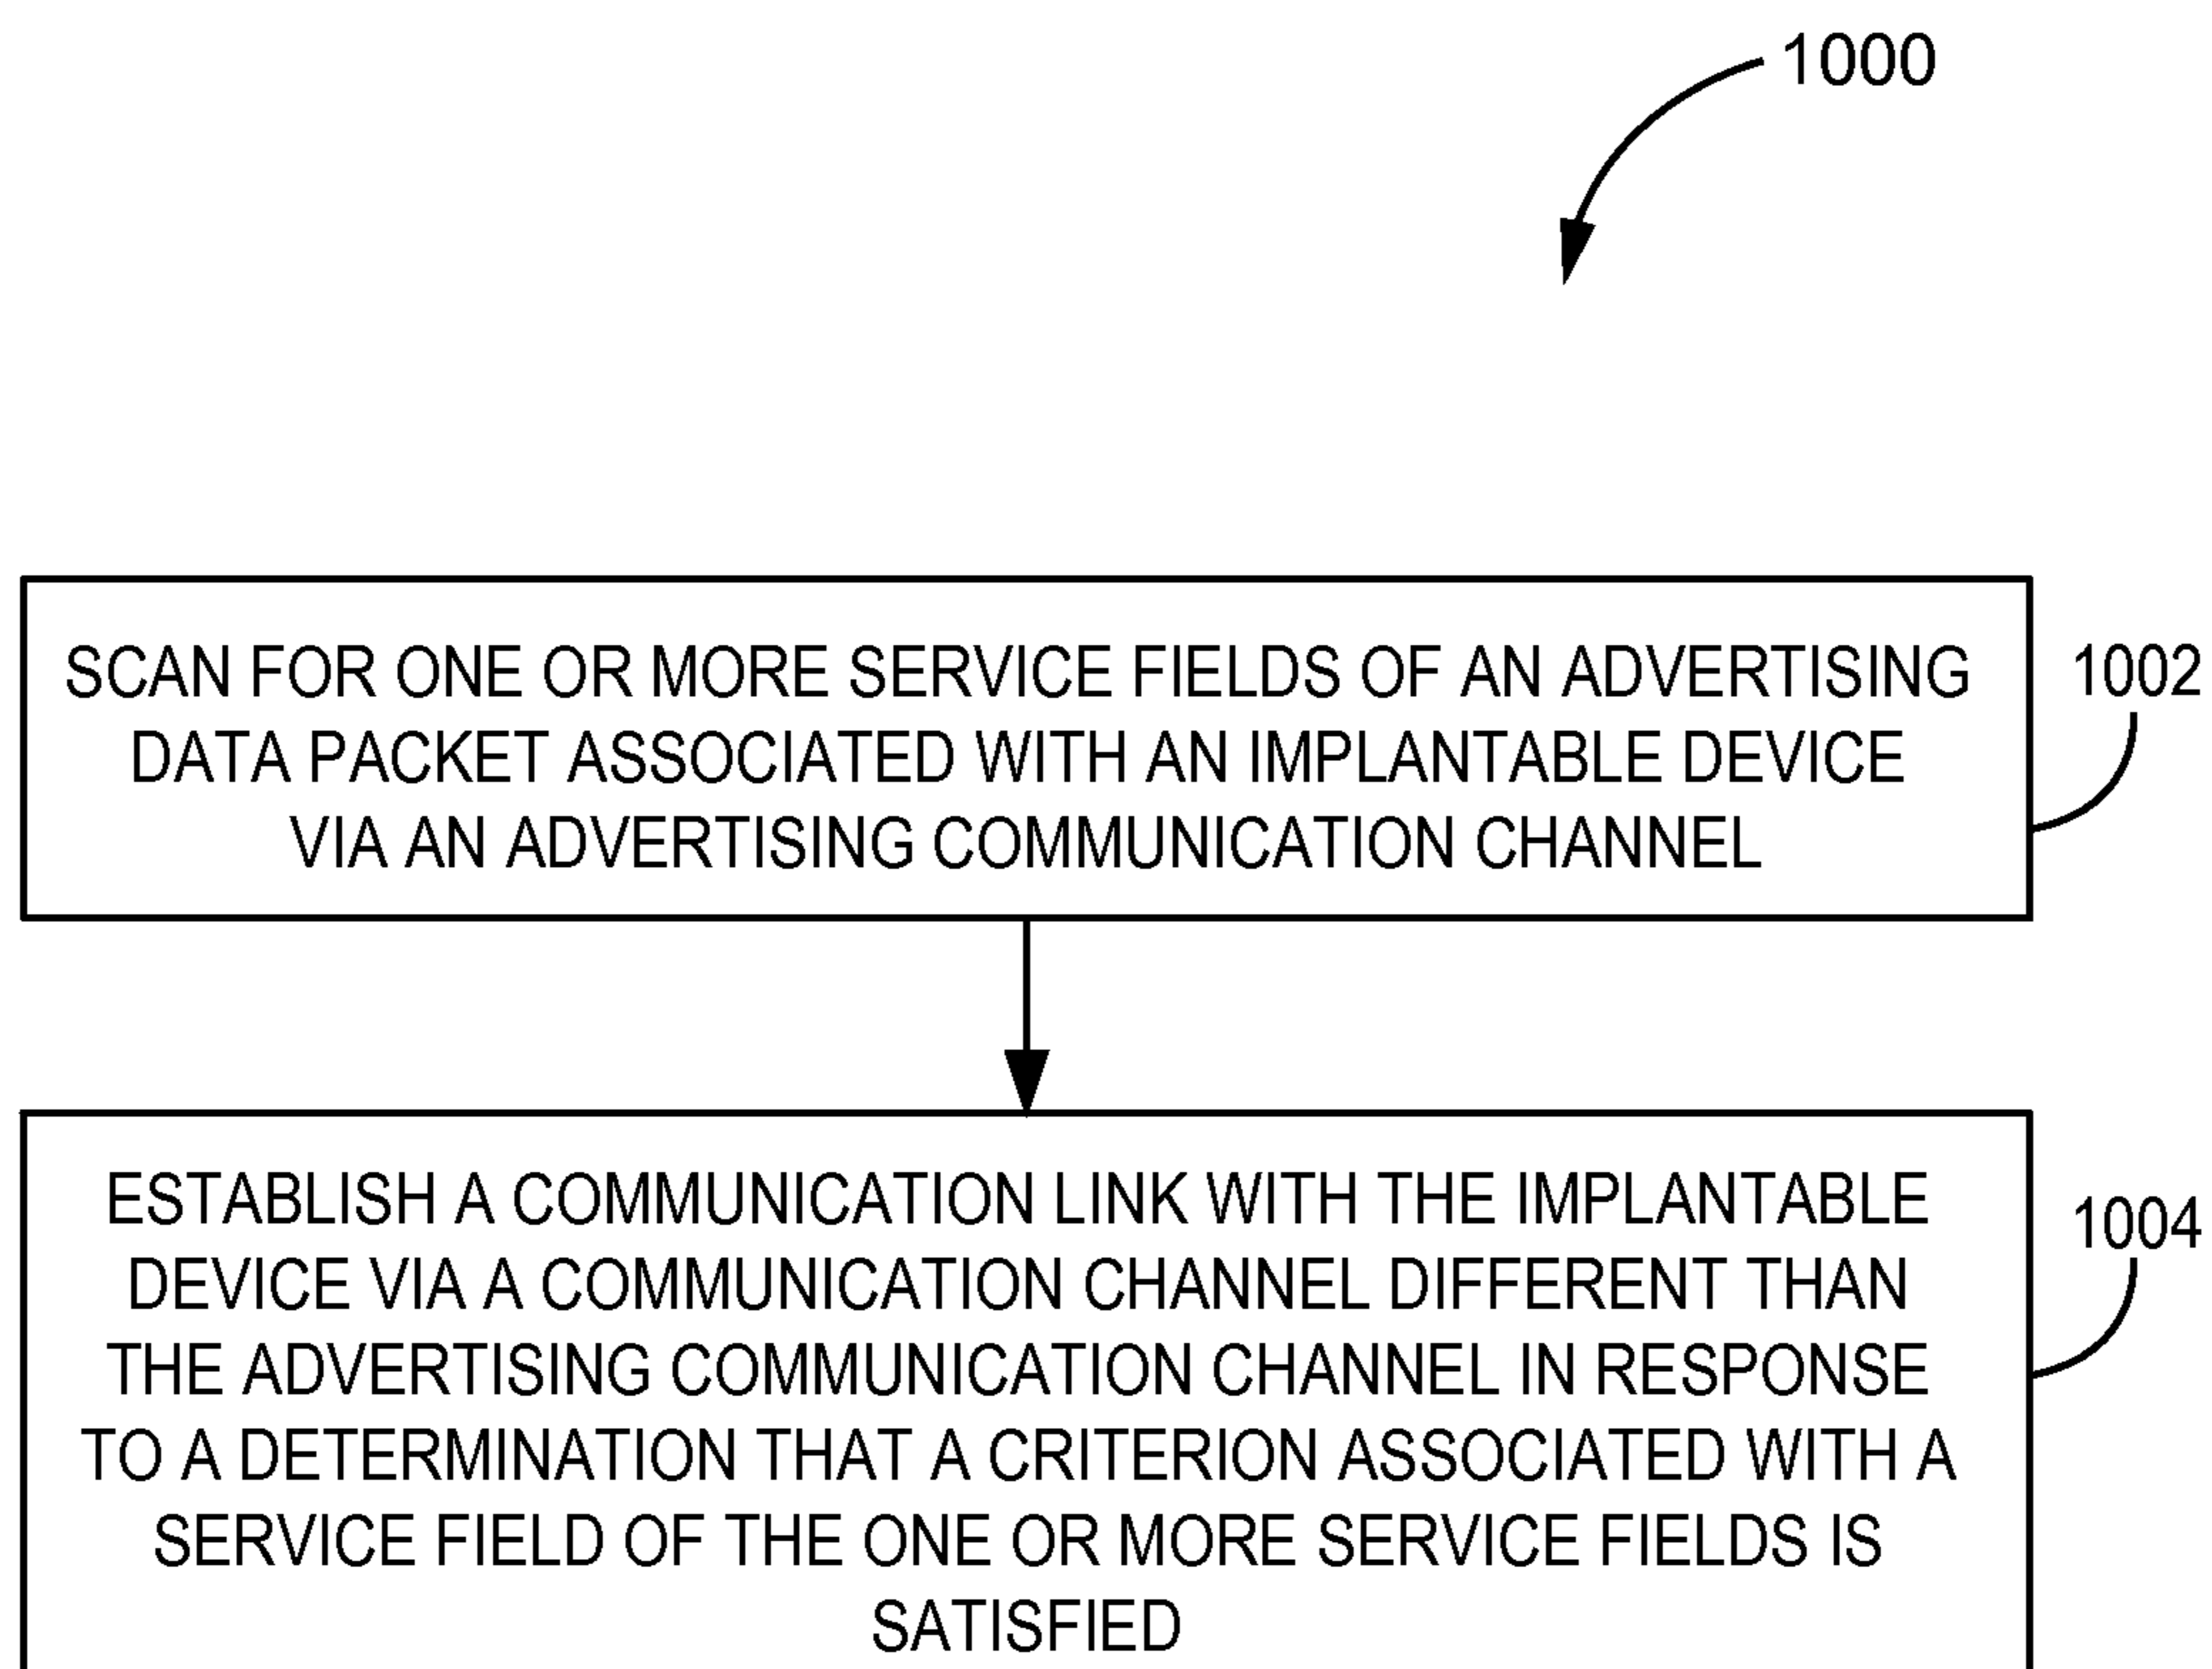 1000
SCAN FOR ONE OR MORE SERVICE FIELDS OF AN ADVERTISING
DATA PACKET ASSOCIATED WITH AN IMPLANTABLE DEVICE
VIA AN ADVERTISING COMMUNICATION CHANNEL
1002
ESTABLISH A COMMUNICATION LINK WITH THE IMPLANTABLE
DEVICE VIA A COMMUNICATION CHANNEL DIFFERENT THAN
THE ADVERTISING COMMUNICATION CHANNEL IN RESPONSE
TO A DETERMINATION THAT A CRITERION ASSOCIATED WITH A
SERVICE FIELD OF THE ONE OR MORE SERVICE FIELDS IS
SATISFIED
1004